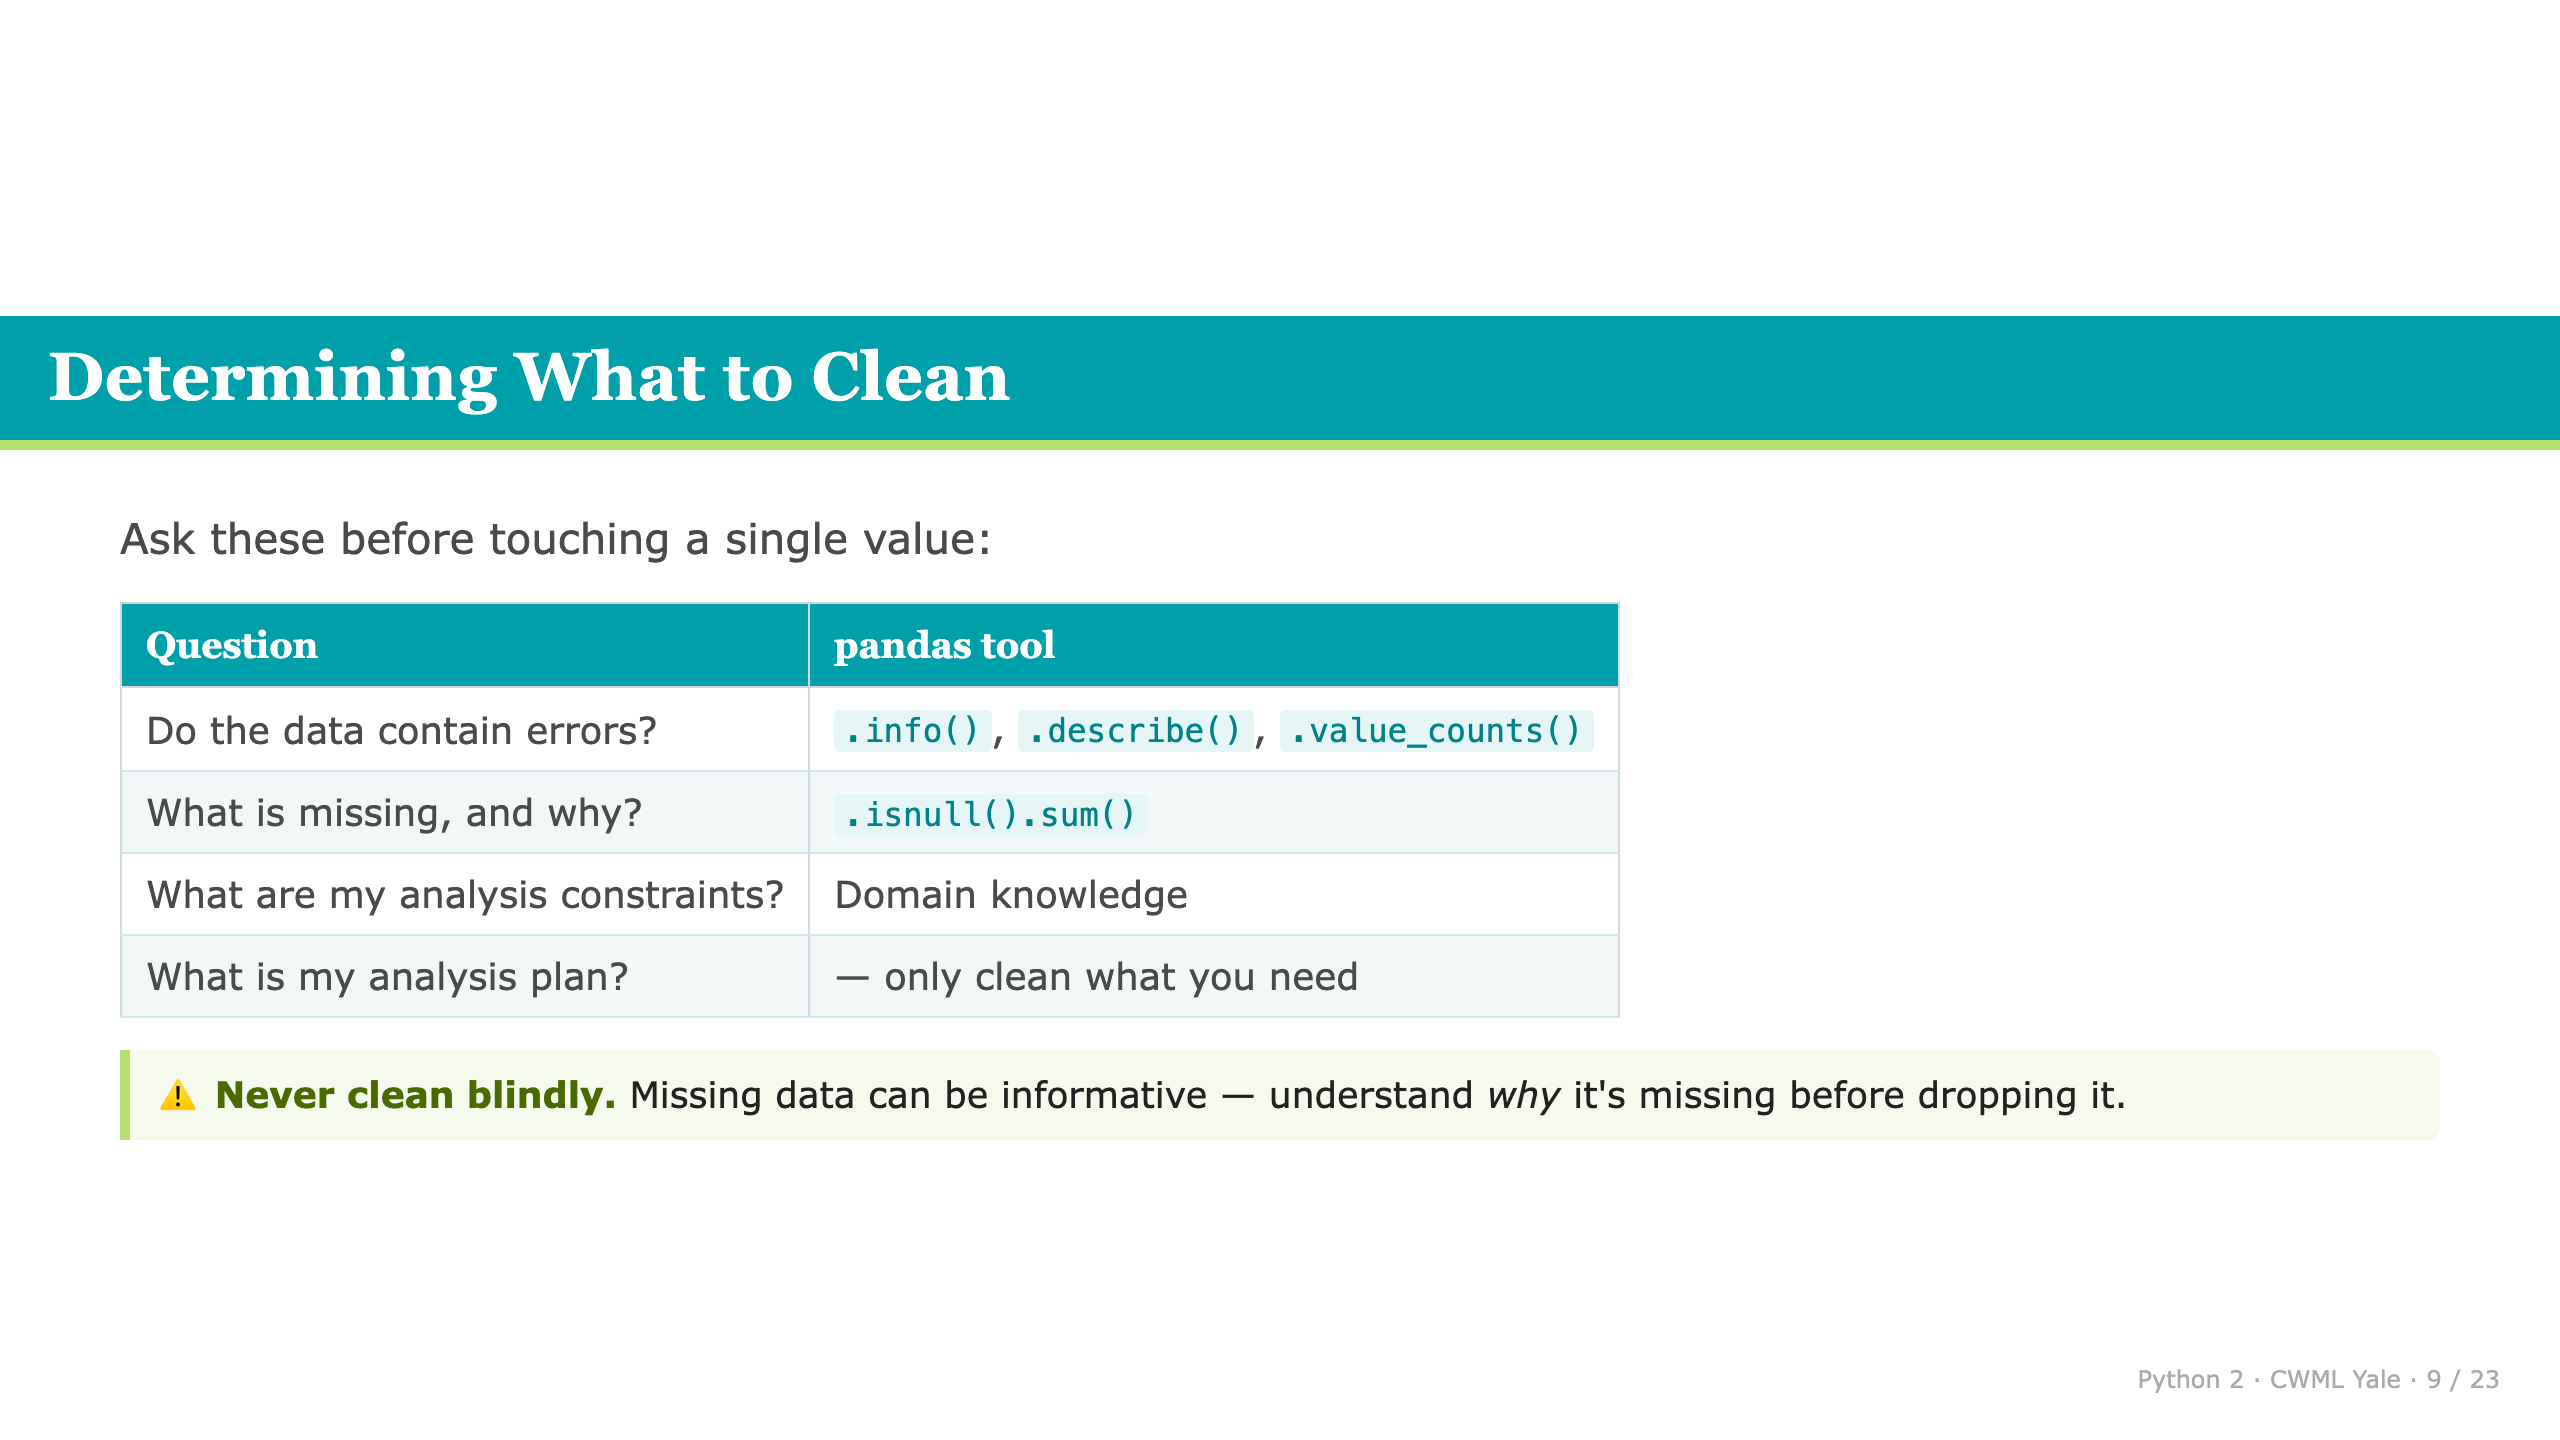 Determining What to Clean
Ask these before touching a single value:
Question pandas tool
Do the data contain errors? .info(), .describe(), .value_counts()
What is missing, and why? .isnull().sum()
What are my analysis constraints? Domain knowledge
What is my analysis plan? — only clean what you need
⚠️ Never clean blindly. Missing data can be informative — understand why it's missing before dropping it.
Python 2 · CWML Yale · 9 / 23